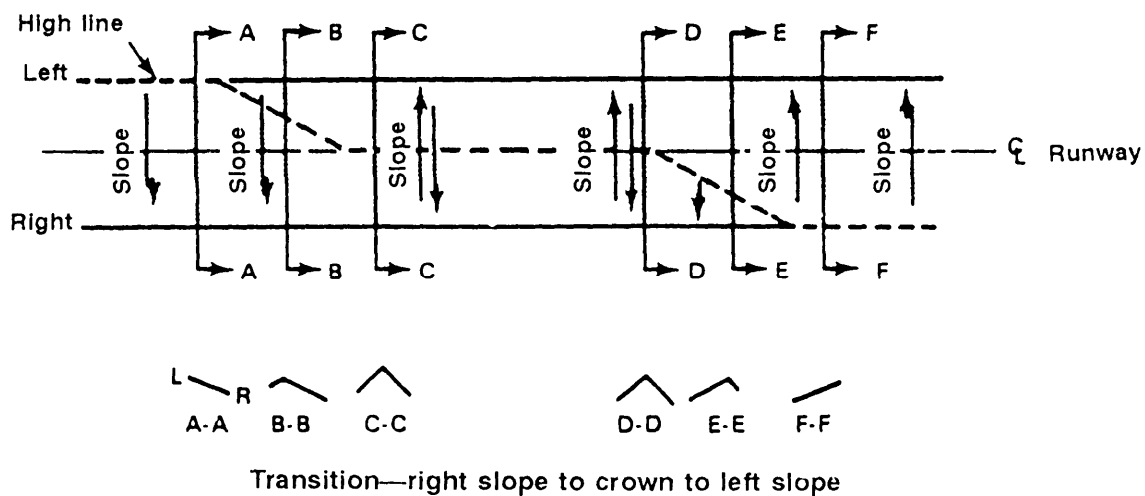 High line
A B C D E F
Left
Slope Slope Slope Slope Slope Slope
℄ Runway
Right
A B C D E F
L R
A-A B-B C-C D-D E-E F-F
Transition—right slope to crown to left slope